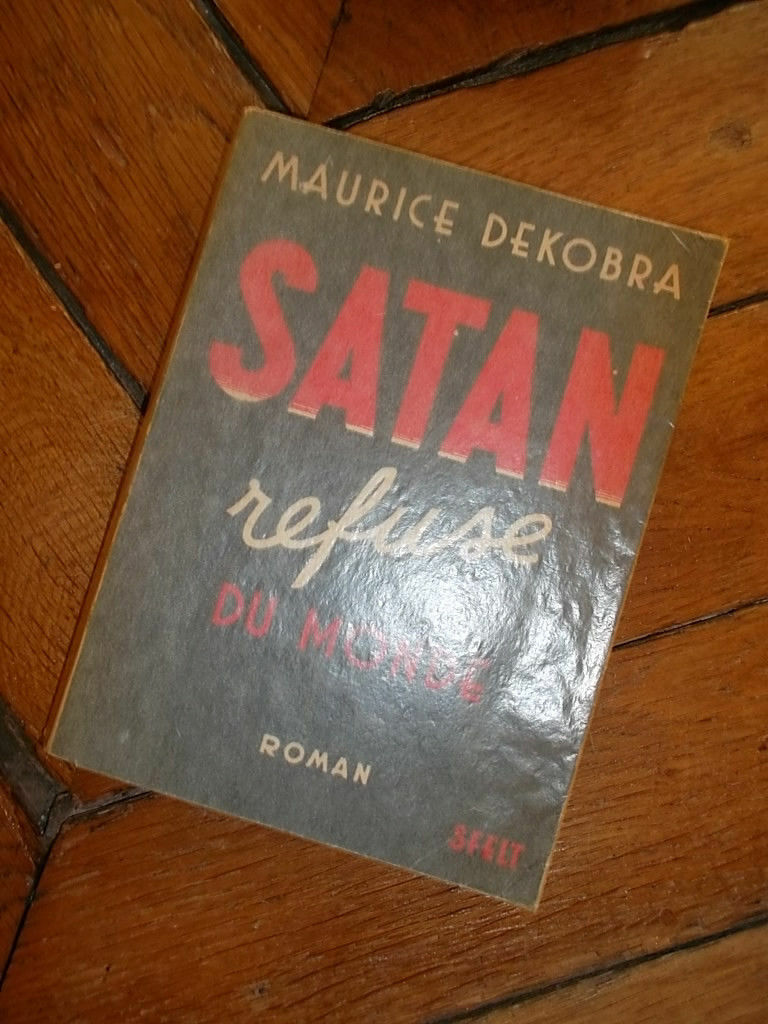 MAURICE DEKOBRA
SATAN
refuse
DU MONDE
ROMAN
SFELT